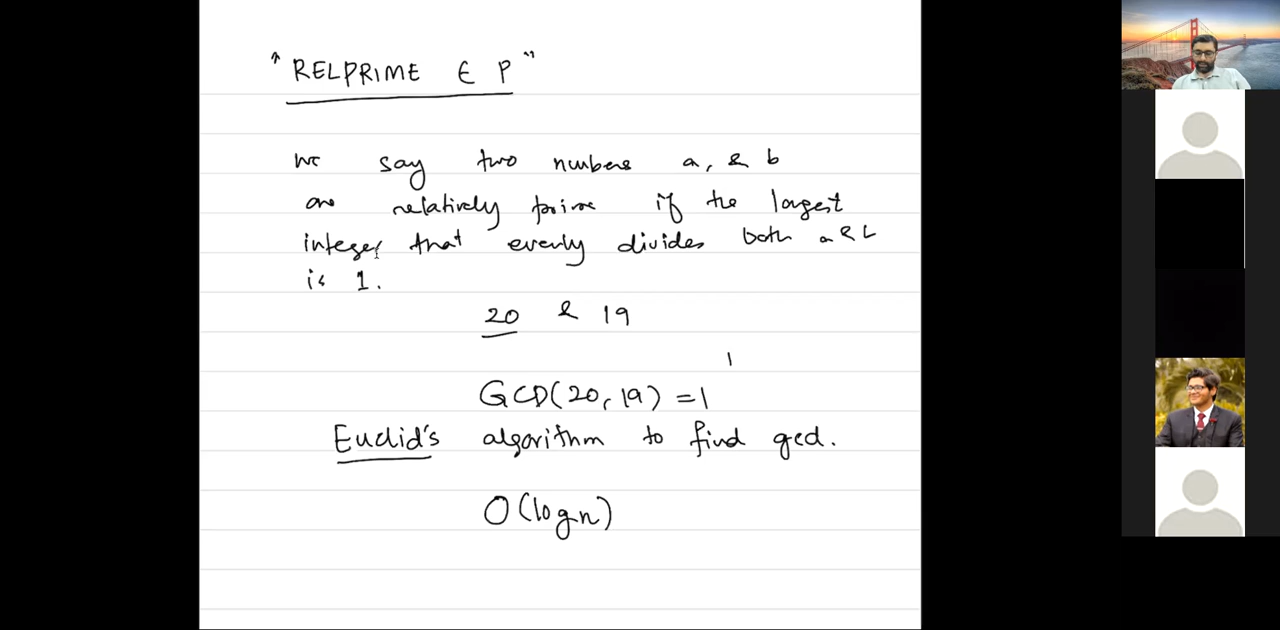 "RELPRIME ∈ P"
we say two numbers a, & b
are relatively prime if the largest
integer that evenly divides both a & b
is 1.
20 & 19
1
GCD(20, 19) = 1
Euclid's algorithm to find gcd.
O(log n)